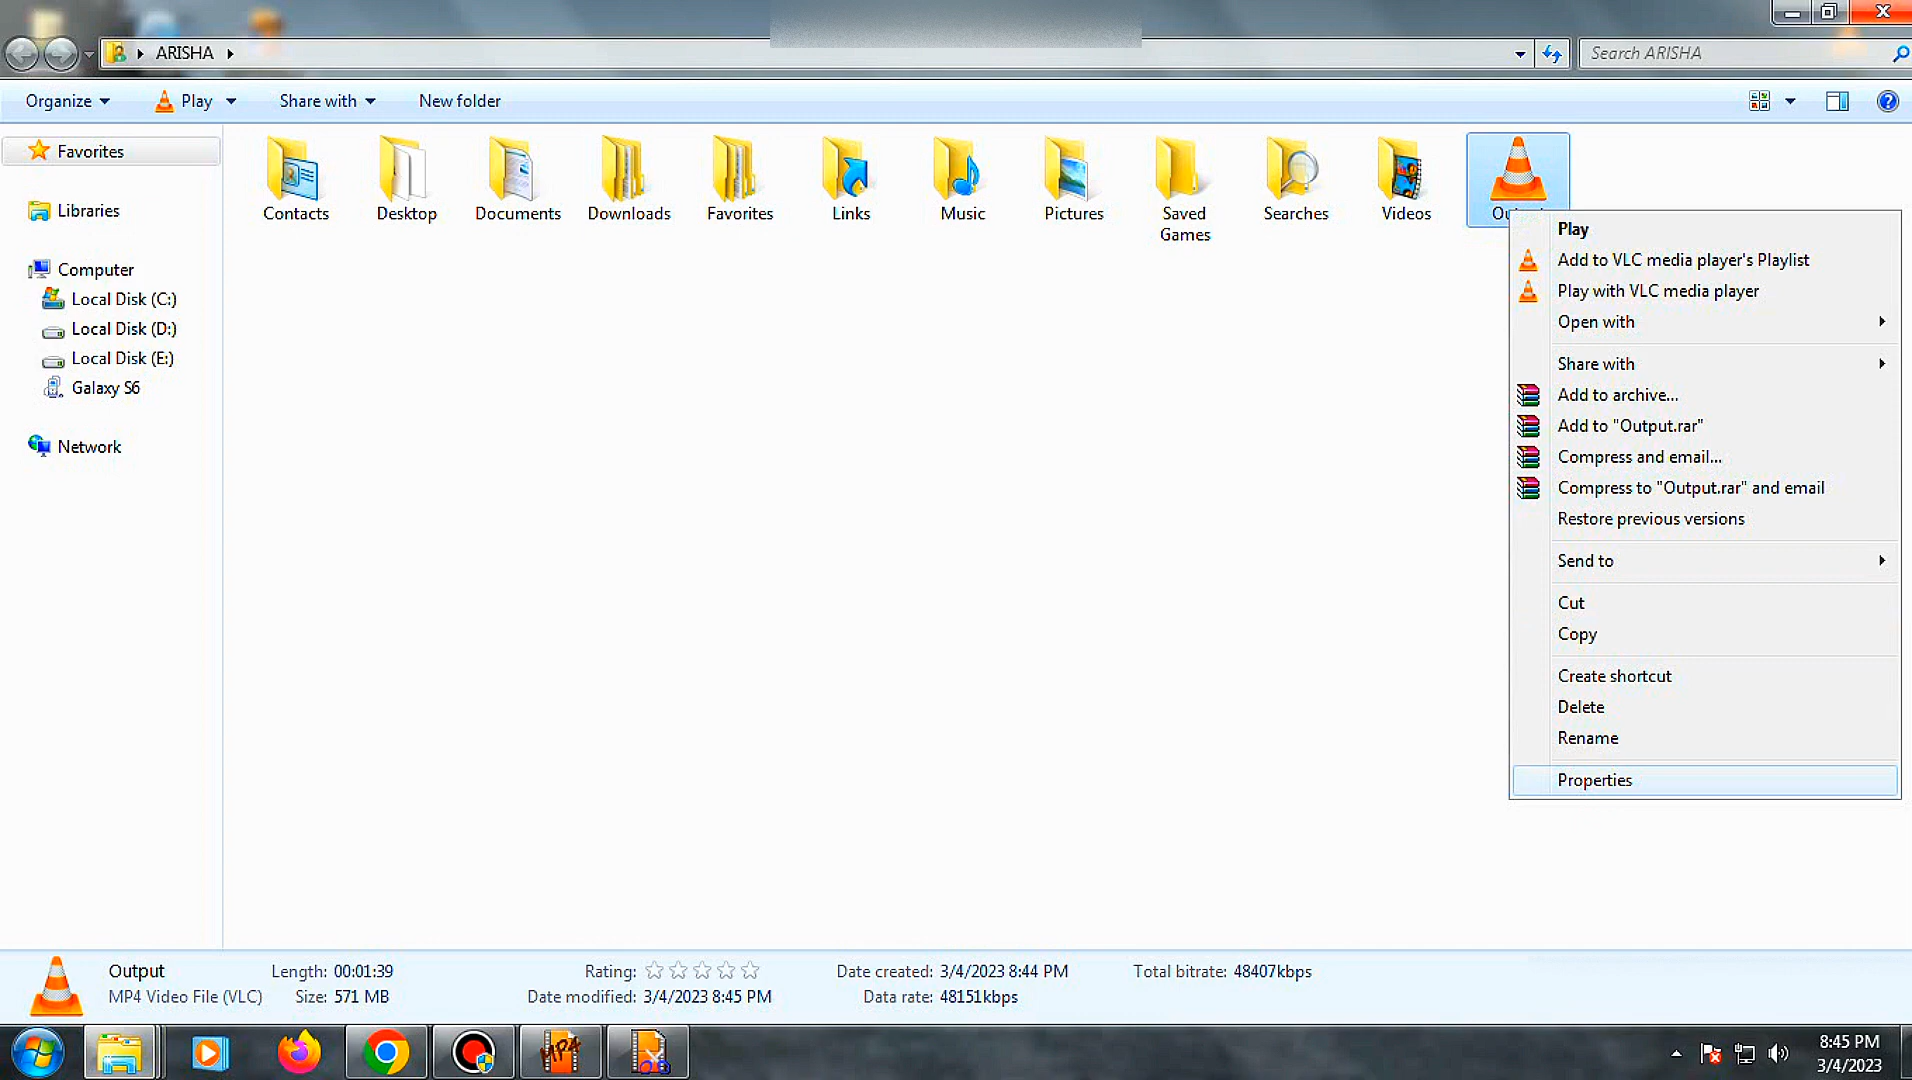 ARISHA
Search ARISHA
Organize
Play
Share with
New folder
Favorites
Libraries
Computer
Local Disk (C:)
Local Disk (D:)
Local Disk (E:)
Galaxy S6
Network
Contacts
Desktop
Documents
Downloads
Favorites
Links
Music
Pictures
Saved
Games
Searches
Videos
Play
Add to VLC media player's Playlist
Play with VLC media player
Open with
Share with
Add to archive...
Add to "Output.rar"
Compress and email...
Compress to "Output.rar" and email
Restore previous versions
Send to
Cut
Copy
Create shortcut
Delete
Rename
Properties
Output
MP4 Video File (VLC)
Length: 00:01:39
Size: 571 MB
Rating:
Date modified: 3/4/2023 8:45 PM
Date created: 3/4/2023 8:44 PM
Data rate: 48151kbps
Total bitrate: 48407kbps
MP4
8:45 PM
3/4/2023